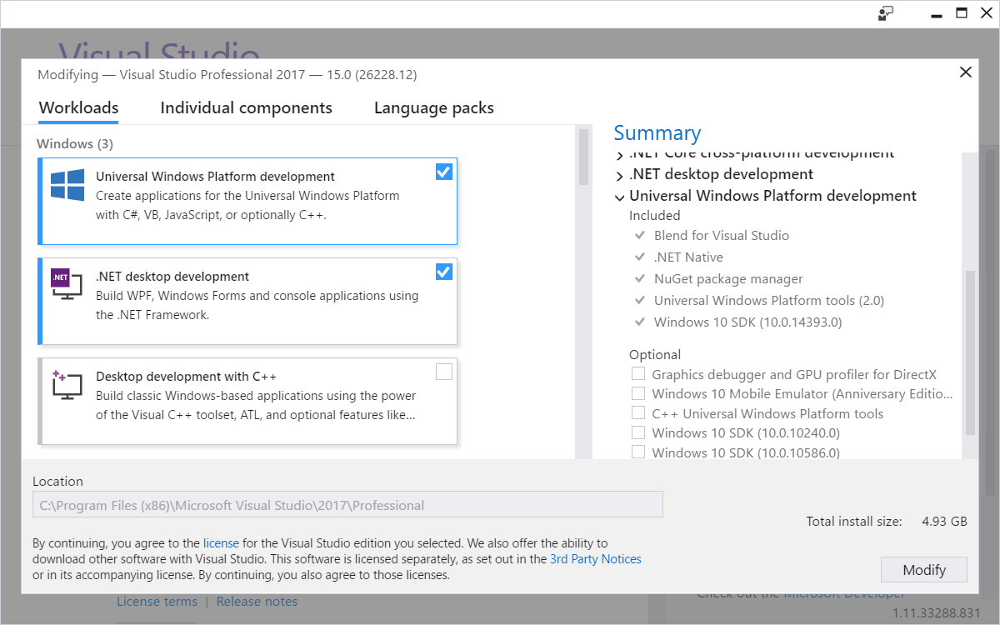 Visual Studio
Modifying — Visual Studio Professional 2017 — 15.0 (26228.12)
Workloads
Individual components
Language packs
Windows (3)
Universal Windows Platform development
Create applications for the Universal Windows Platform
with C#, VB, JavaScript, or optionally C++.
.NET
.NET desktop development
Build WPF, Windows Forms and console applications using
the .NET Framework.
Desktop development with C++
Build classic Windows-based applications using the power
of the Visual C++ toolset, ATL, and optional features like...
Summary
.NET Core cross-platform development
.NET desktop development
Universal Windows Platform development
Included
Blend for Visual Studio
.NET Native
NuGet package manager
Universal Windows Platform tools (2.0)
Windows 10 SDK (10.0.14393.0)
Optional
Graphics debugger and GPU profiler for DirectX
Windows 10 Mobile Emulator (Anniversary Editio...
C++ Universal Windows Platform tools
Windows 10 SDK (10.0.10240.0)
Windows 10 SDK (10.0.10586.0)
Location
C:\Program Files (x86)\Microsoft Visual Studio\2017\Professional
Total install size: 4.93 GB
By continuing, you agree to the license for the Visual Studio edition you selected. We also offer the ability to
download other software with Visual Studio. This software is licensed separately, as set out in the 3rd Party Notices
or in its accompanying license. By continuing, you also agree to those licenses.
Modify
License terms | Release notes
Check out the Microsoft Developer
1.11.33288.831